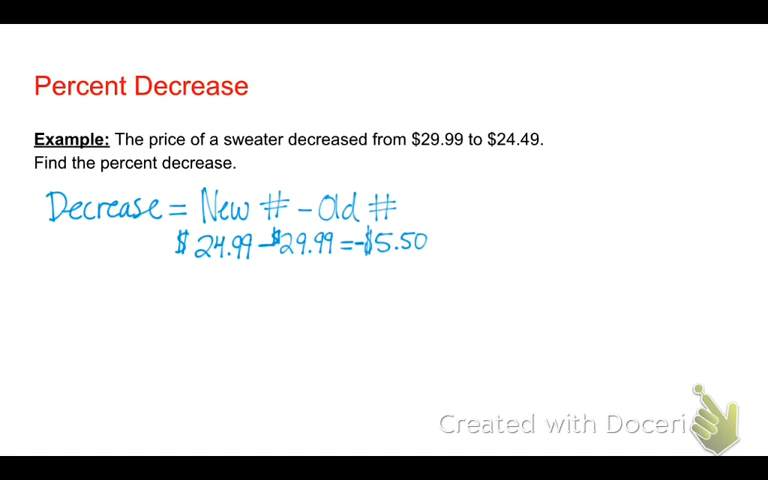 Percent Decrease
Example: The price of a sweater decreased from $29.99 to $24.49.
Find the percent decrease.
Decrease = New # - Old #
$24.99 - $29.99 = -$5.50
Created with Doceri